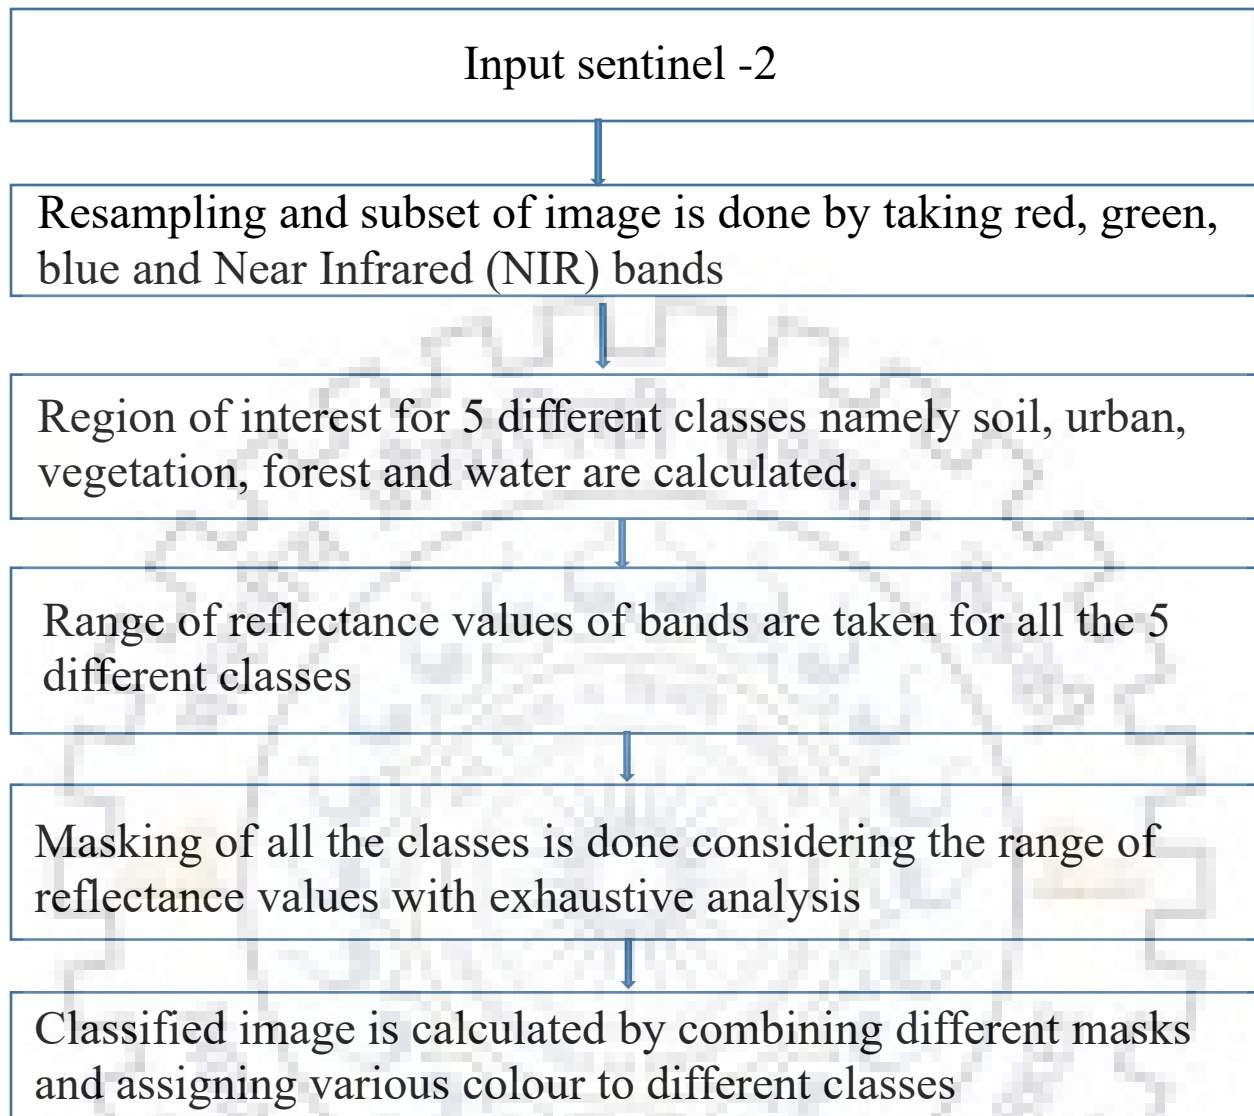 Input sentinel -2
Resampling and subset of image is done by taking red, green,
blue and Near Infrared (NIR) bands
Region of interest for 5 different classes namely soil, urban,
vegetation, forest and water are calculated.
Range of reflectance values of bands are taken for all the 5
different classes
Masking of all the classes is done considering the range of
reflectance values with exhaustive analysis
Classified image is calculated by combining different masks
and assigning various colour to different classes